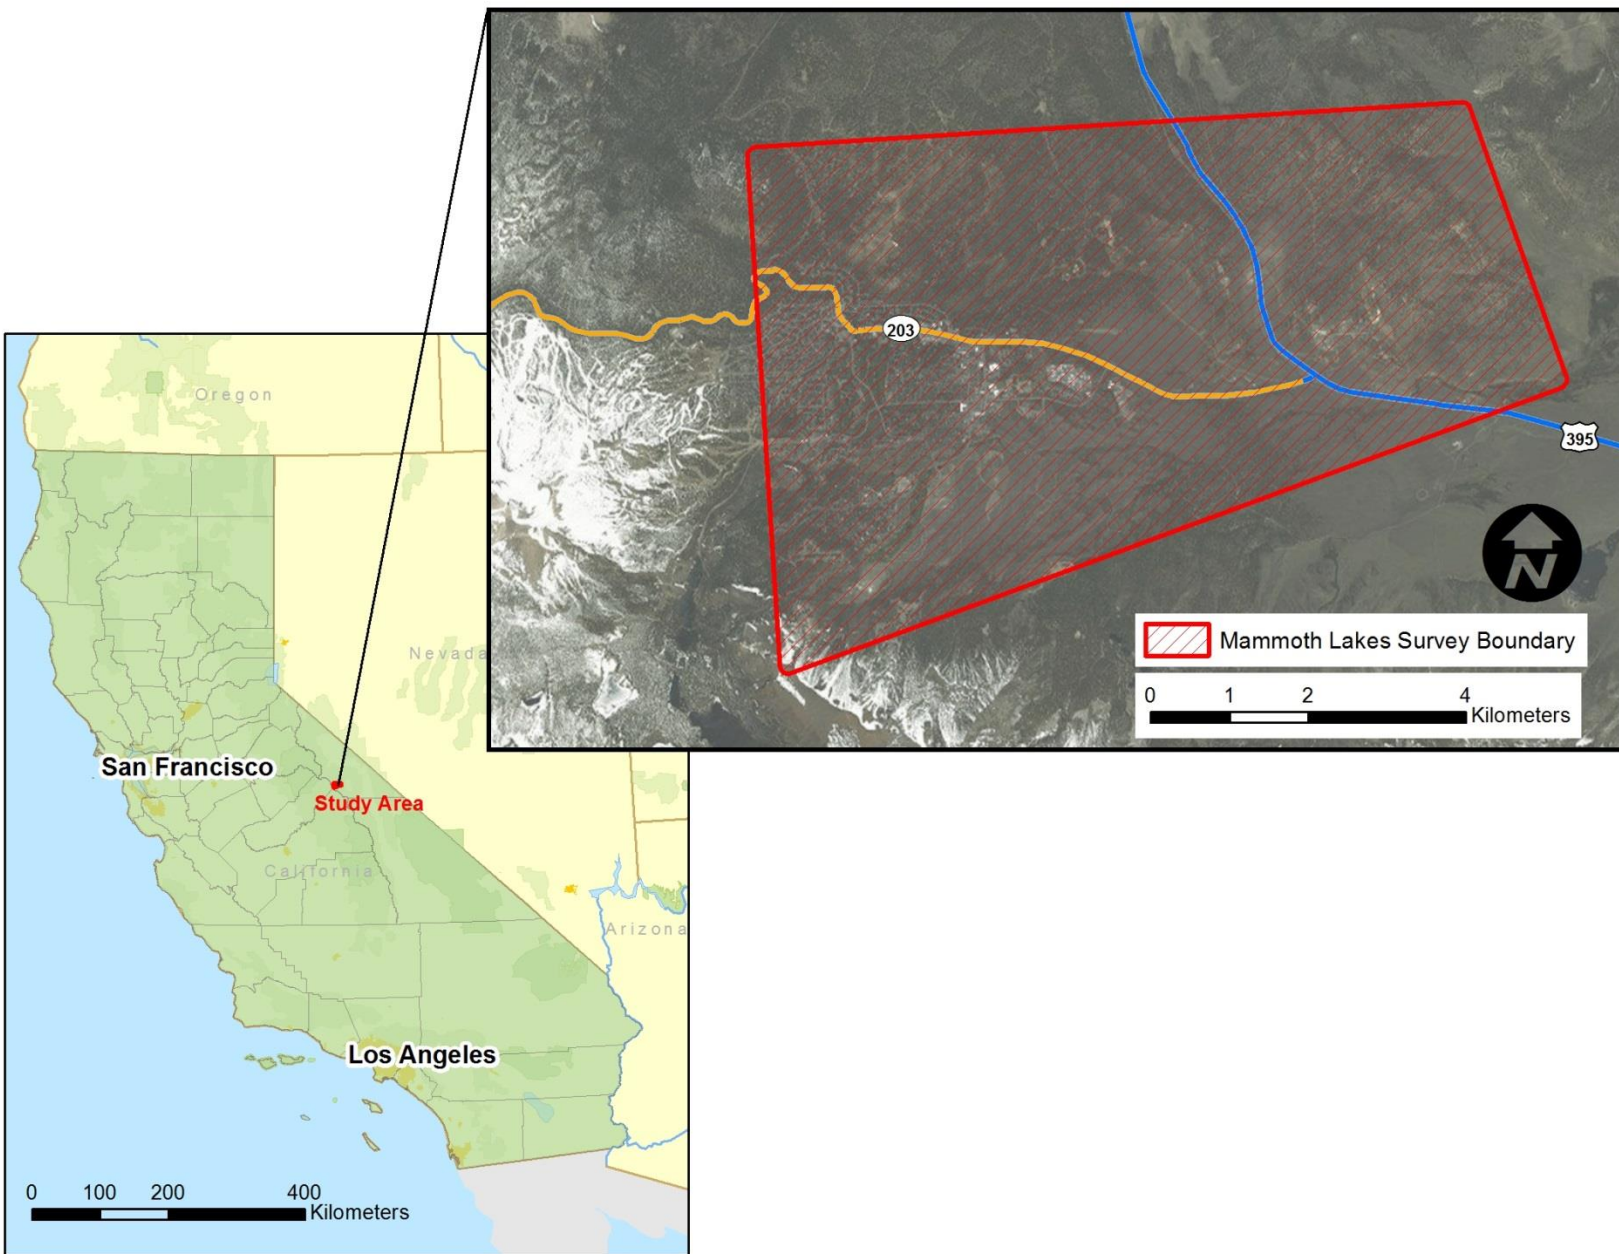 203
395
N
Mammoth Lakes Survey Boundary
0 1 2 4
Kilometers
Oregon
Nevada
San Francisco
Study Area
California
Arizona
Los Angeles
0 100 200 400
Kilometers